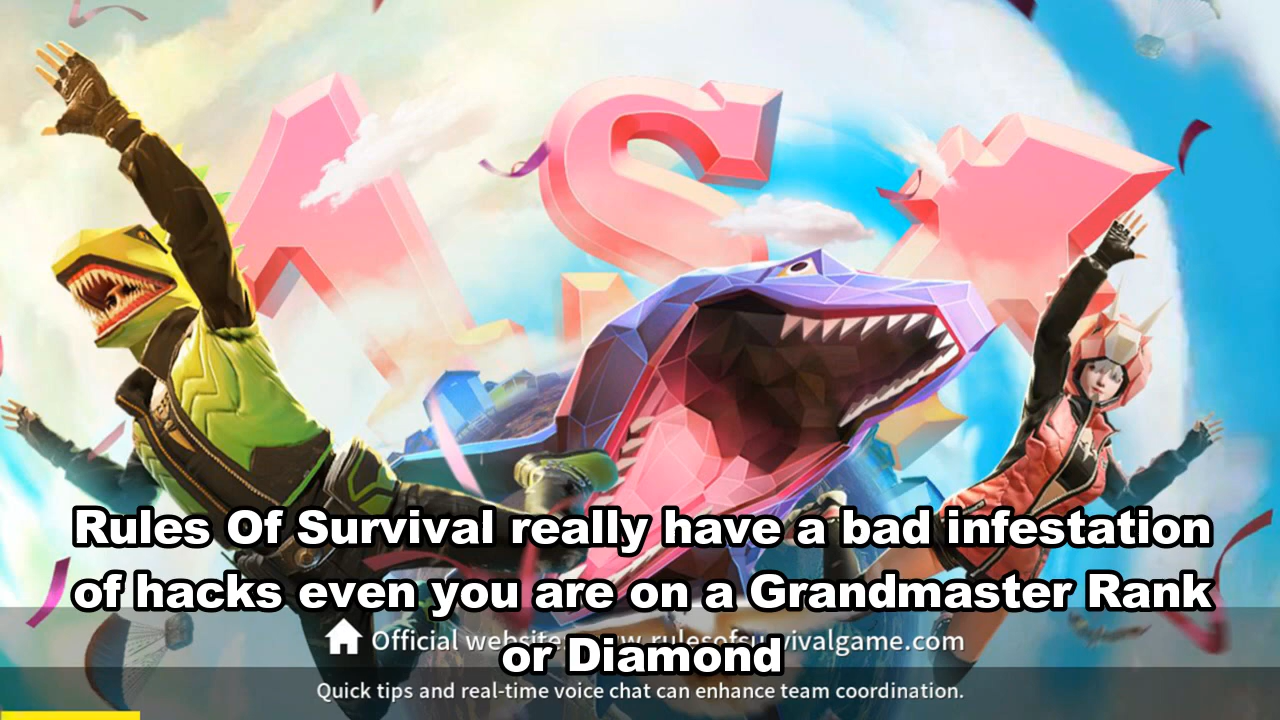 Rules Of Survival really have a bad infestation
of hacks even you are on a Grandmaster Rank
or Diamond
Official website: www.rulesofsurvivalgame.com
Quick tips and real-time voice chat can enhance team coordination.